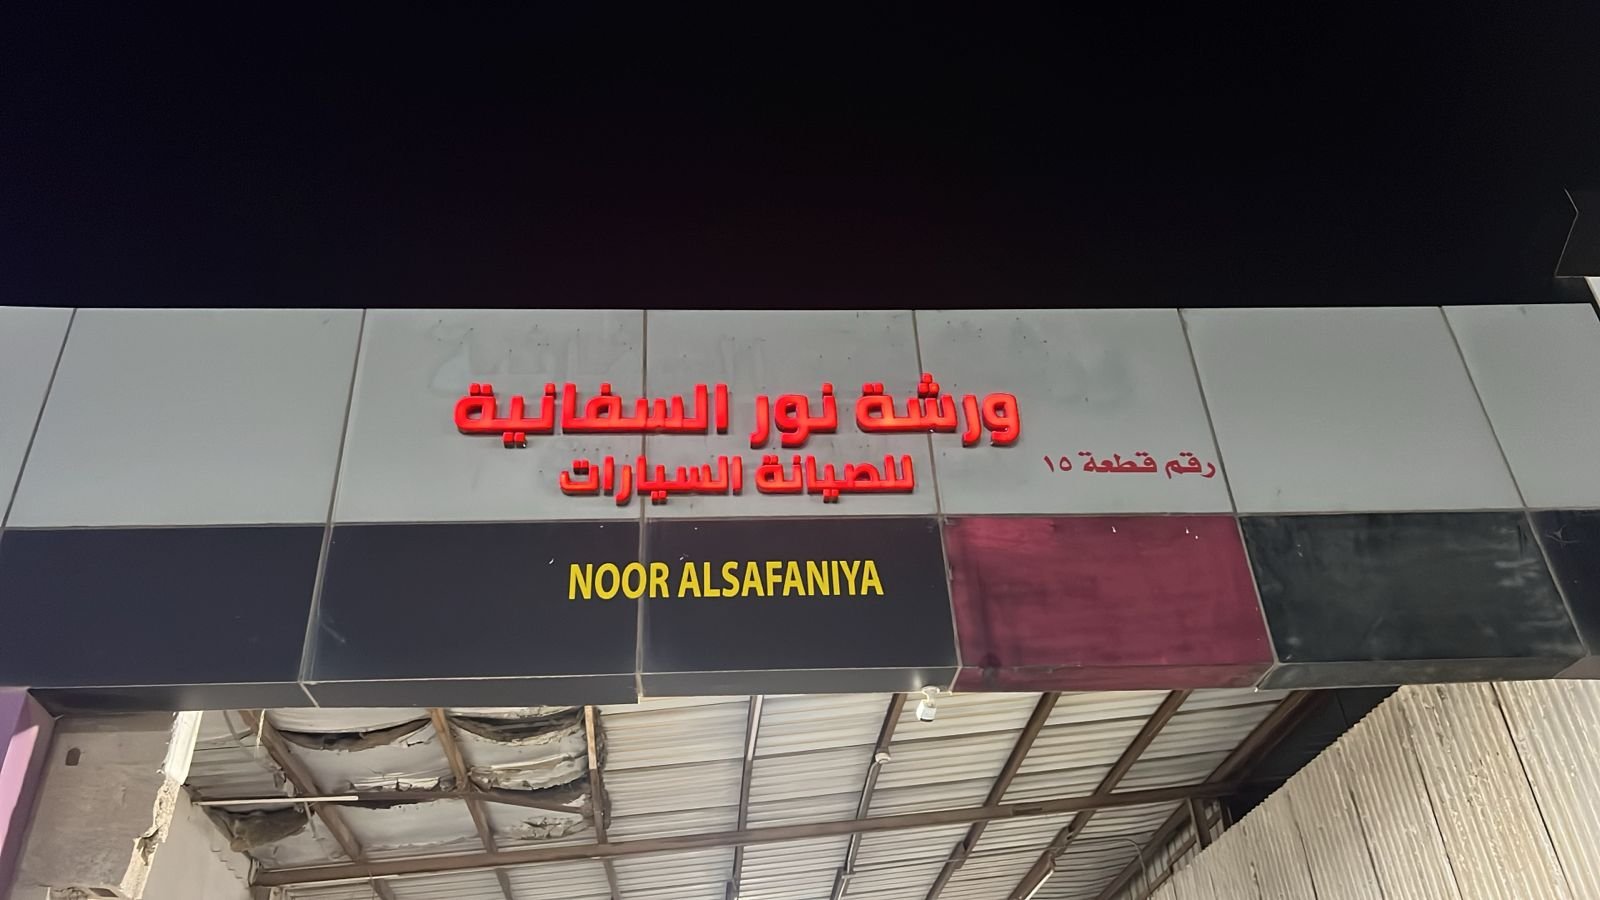 ورشة نور السفانية
للصيانة السيارات
رقم قطعة ١٥
NOOR ALSAFANIYA